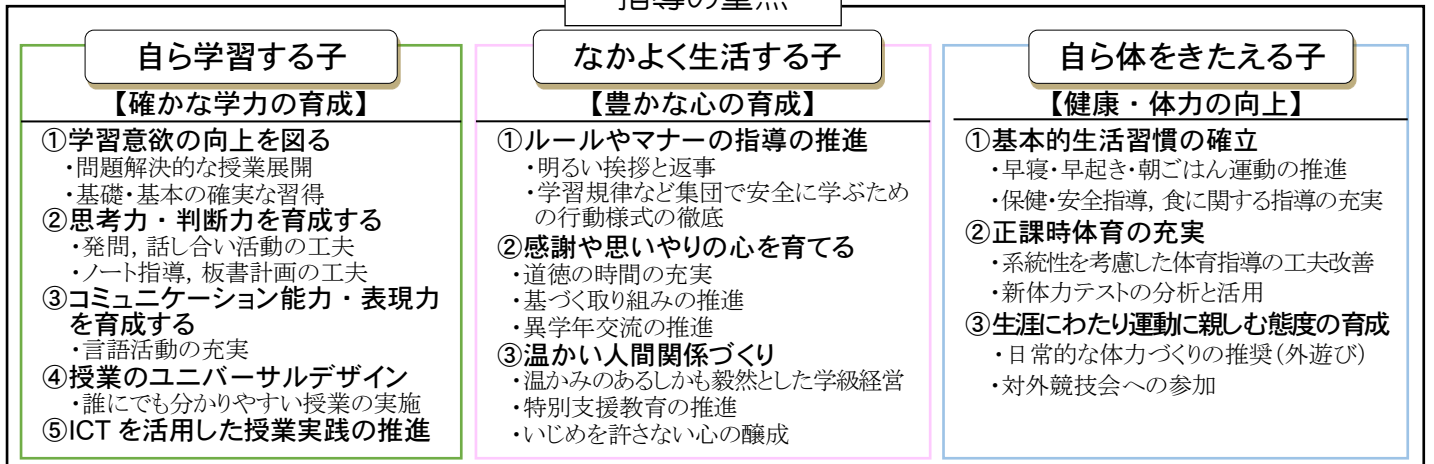 指導の重点
自ら学習する子
【確かな学力の育成】
①学習意欲の向上を図る
・問題解決的な授業展開
・基礎・基本の確実な習得
②思考力・判断力を育成する
・発問，話し合い活動の工夫
・ノート指導，板書計画の工夫
③コミュニケーション能力・表現力
を育成する
・言語活動の充実
④授業のユニバーサルデザイン
・誰にでも分かりやすい授業の実施
⑤ICT を活用した授業実践の推進
なかよく生活する子
【豊かな心の育成】
①ルールやマナーの指導の推進
・明るい挨拶と返事
・学習規律など集団で安全に学ぶため
の行動様式の徹底
②感謝や思いやりの心を育てる
・道徳の時間の充実
・基づく取り組みの推進
・異学年交流の推進
③温かい人間関係づくり
・温かみのあるしかも毅然とした学級経営
・特別支援教育の推進
・いじめを許さない心の醸成
自ら体をきたえる子
【健康・体力の向上】
①基本的生活習慣の確立
・早寝・早起き・朝ごはん運動の推進
・保健・安全指導，食に関する指導の充実
②正課時体育の充実
・系統性を考慮した体育指導の工夫改善
・新体力テストの分析と活用
③生涯にわたり運動に親しむ態度の育成
・日常的な体力づくりの推奨（外遊び）
・対外競技会への参加